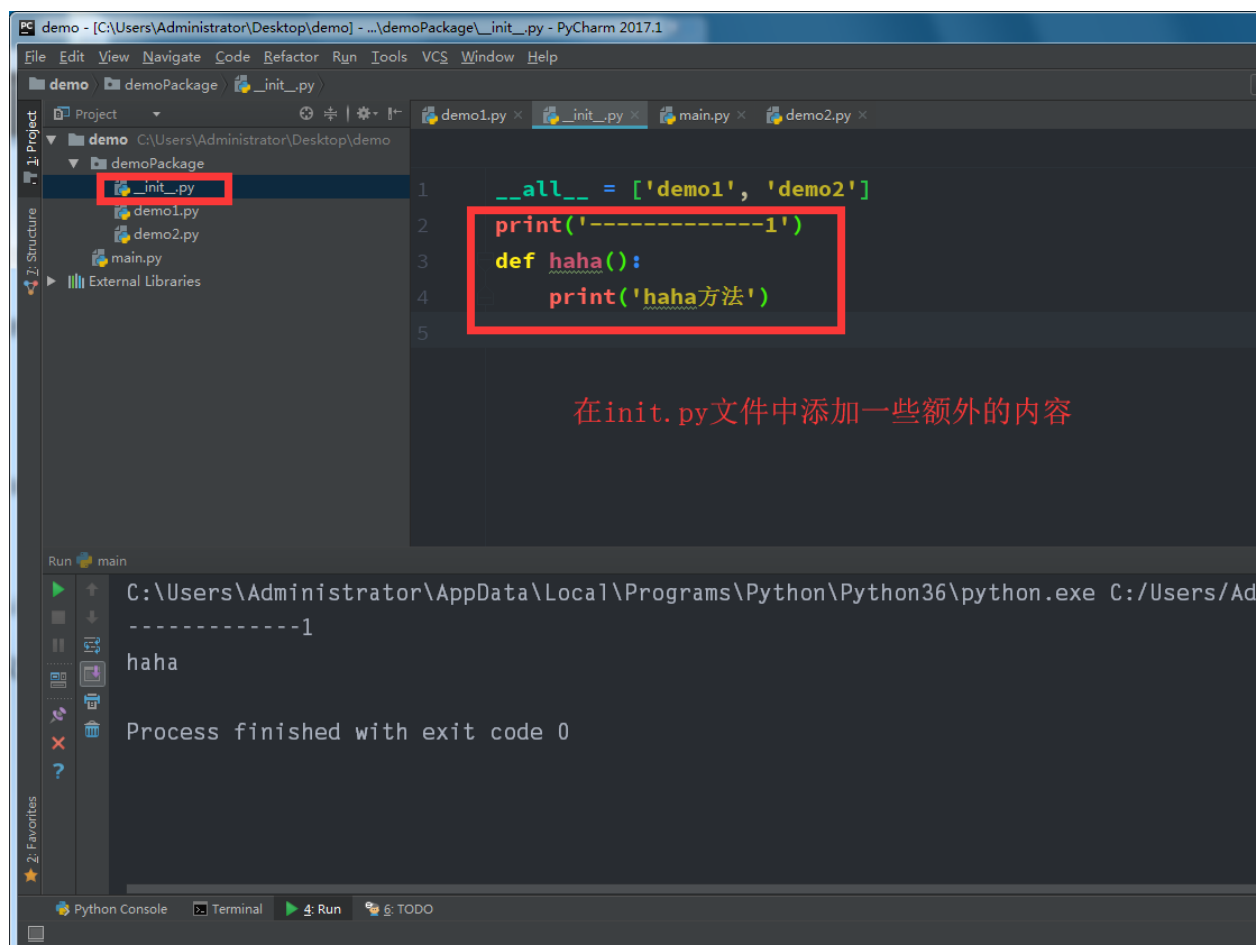 demo - [C:\Users\Administrator\Desktop\demo] - ...\demoPackage\__init__.py - PyCharm 2017.1
File Edit View Navigate Code Refactor Run Tools VCS Window Help
demo demoPackage __init__.py
1: Project
Project
demo C:\Users\Administrator\Desktop\demo
demoPackage
__init__.py
demo1.py
demo2.py
main.py
External Libraries
7: Structure
demo1.py × __init__.py × main.py × demo2.py ×
1 __all__ = ['demo1', 'demo2']
2 print('-------------1')
3 def haha():
4 print('haha方法')
5
在init.py文件中添加一些额外的内容
Run main
C:\Users\Administrator\AppData\Local\Programs\Python\Python36\python.exe C:/Users/Ad
-------------1
haha
Process finished with exit code 0
2: Favorites
Python Console Terminal 4: Run 6: TODO